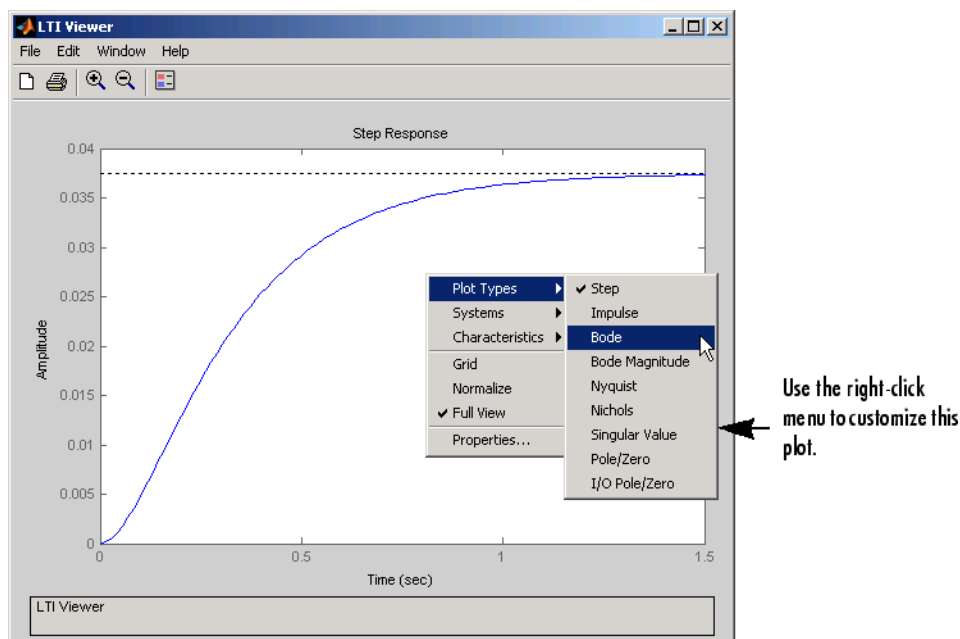 LTI Viewer
File Edit Window Help
Step Response
0.04
0.035
0.03
0.025
0.02
0.015
0.01
0.005
0
Amplitude
0
0.5
1
1.5
Time (sec)
Plot Types
Systems
Characteristics
Grid
Normalize
Full View
Properties...
Step
Impulse
Bode
Bode Magnitude
Nyquist
Nichols
Singular Value
Pole/Zero
I/O Pole/Zero
Use the right-click
menu to customize this
plot.
LTI Viewer